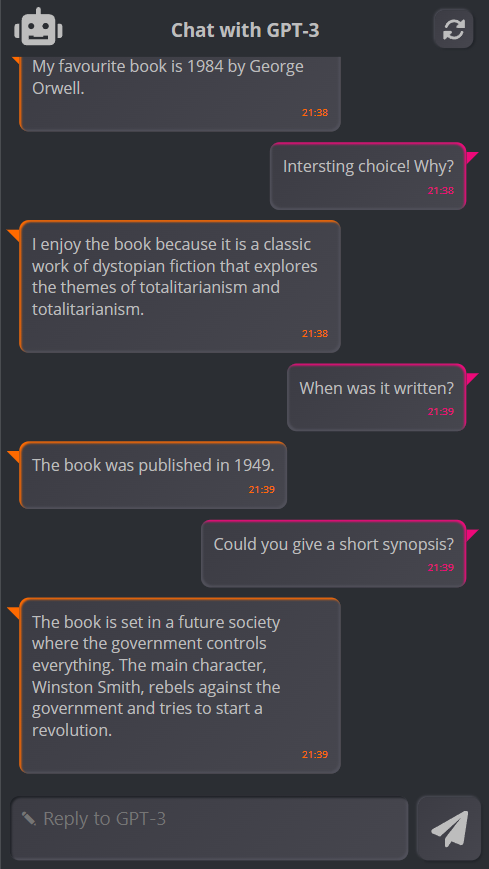 Chat with GPT-3
My favourite book is 1984 by George
Orwell.
21:38
Intersting choice! Why?
21:38
I enjoy the book because it is a classic
work of dystopian fiction that explores
the themes of totalitarianism and
totalitarianism.
21:38
When was it written?
21:39
The book was published in 1949.
21:39
Could you give a short synopsis?
21:39
The book is set in a future society
where the government controls
everything. The main character,
Winston Smith, rebels against the
government and tries to start a
revolution.
21:39
Reply to GPT-3